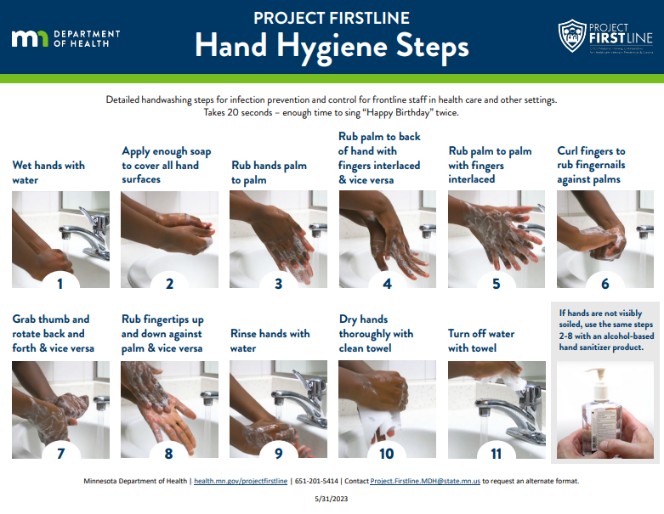 DEPARTMENT
OF HEALTH
PROJECT FIRSTLINE
Hand Hygiene Steps
PROJECT
FIRSTLINE
Detailed handwashing steps for infection prevention and control for frontline staff in health care and other settings.
Takes 20 seconds – enough time to sing “Happy Birthday” twice.
Wet hands with
water
1
Apply enough soap
to cover all hand
surfaces
2
Rub hands palm
to palm
3
Rub palm to back
of hand with
fingers interlaced
& vice versa
4
Rub palm to palm
with fingers
interlaced
5
Curl fingers to
rub fingernails
against palms
6
Grab thumb and
rotate back and
forth & vice versa
7
Rub fingertips up
and down against
palm & vice versa
8
Rinse hands with
water
9
Dry hands
thoroughly with
clean towel
10
Turn off water
with towel
11
If hands are not visibly
soiled, use the same steps
2-8 with an alcohol-based
hand sanitizer product.
Minnesota Department of Health | health.mn.gov/projectfirstline | 651-201-5414 | Contact Project.Firstline.MDH@state.mn.us to request an alternate format.
5/31/2023